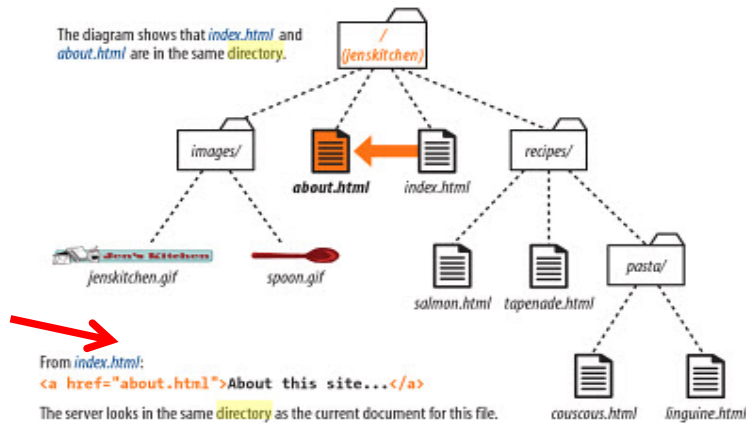 The diagram shows that index.html and
about.html are in the same directory.
/
(jenskitchen)
images/
about.html
index.html
recipes/
Jen's Kitchen
jenskitchen.gif
spoon.gif
salmon.html
tapenade.html
pasta/
From index.html:
<a href="about.html">About this site...</a>
The server looks in the same directory as the current document for this file.
couscous.html
linguine.html